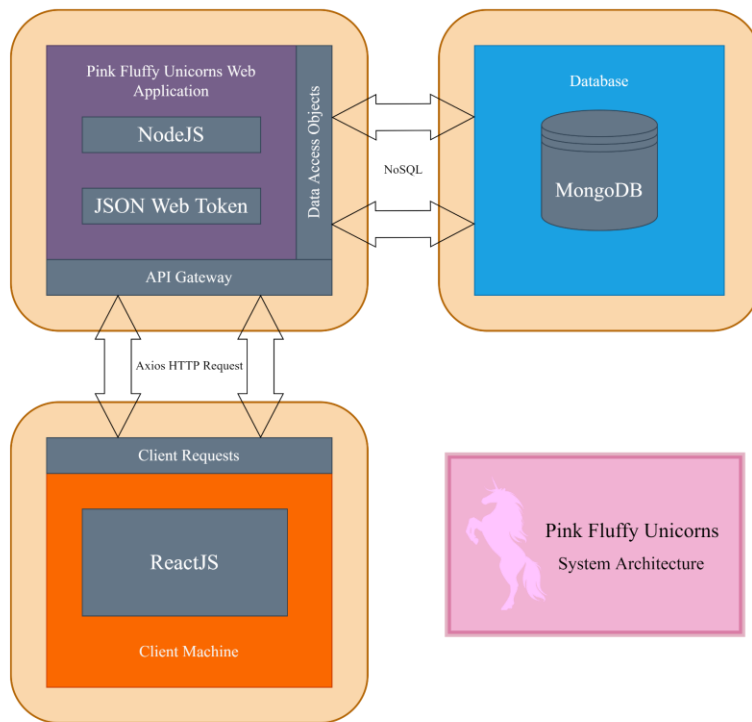 Pink Fluffy Unicorns Web
Application
NodeJS
JSON Web Token
Data Access Objects
API Gateway
NoSQL
Database
MongoDB
Axios HTTP Request
Client Requests
ReactJS
Client Machine
Pink Fluffy Unicorns
System Architecture